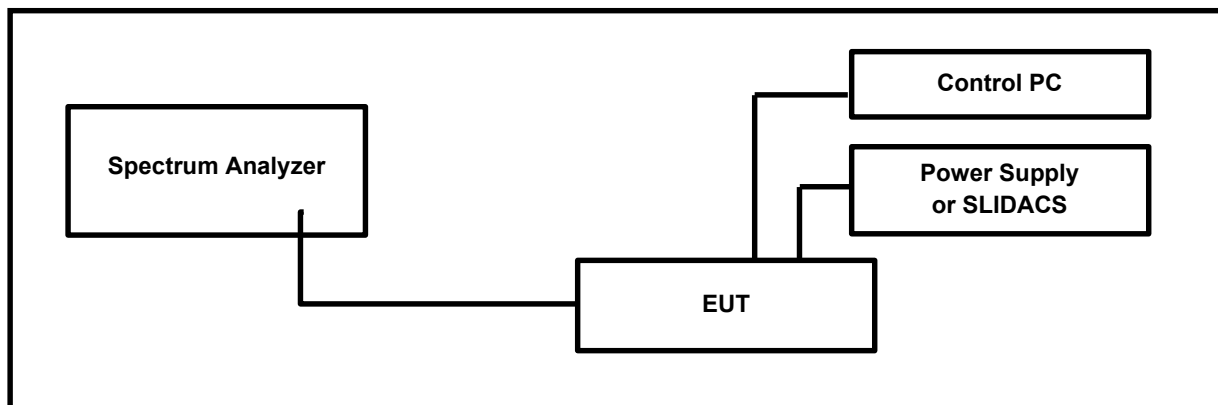 Control PC
Spectrum Analyzer
Power Supply
or SLIDACS
EUT